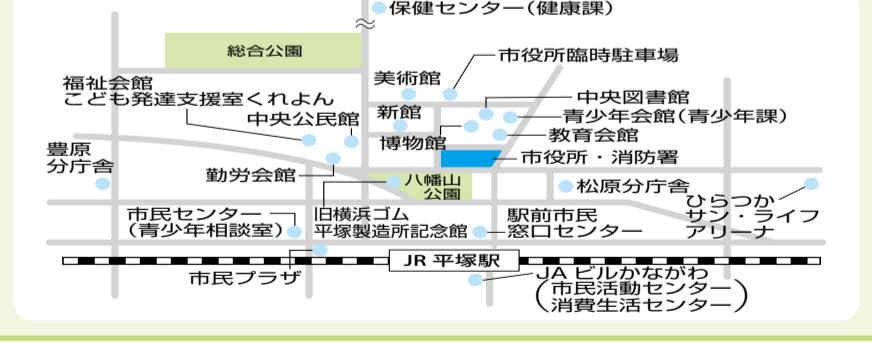 保健センター(健康課)
総合公園
市役所臨時駐車場
美術館
福祉会館
こども発達支援室くれよん
中央図書館
新館
青少年会館(青少年課)
中央公民館
博物館
教育会館
豊原
分庁舎
市役所・消防署
勤労会館
八幡山
公園
松原分庁舎
ひらつか
サン・ライフ
アリーナ
市民センター
(青少年相談室)
旧横浜ゴム
平塚製造所記念館
駅前市民
窓口センター
JR 平塚駅
市民プラザ
JA ビルかながわ
(市民活動センター
消費生活センター)